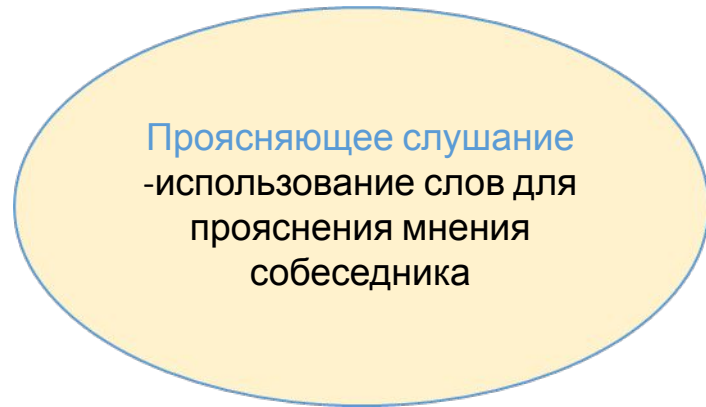 Проясняющее слушание
-использование слов для
прояснения мнения
собеседника